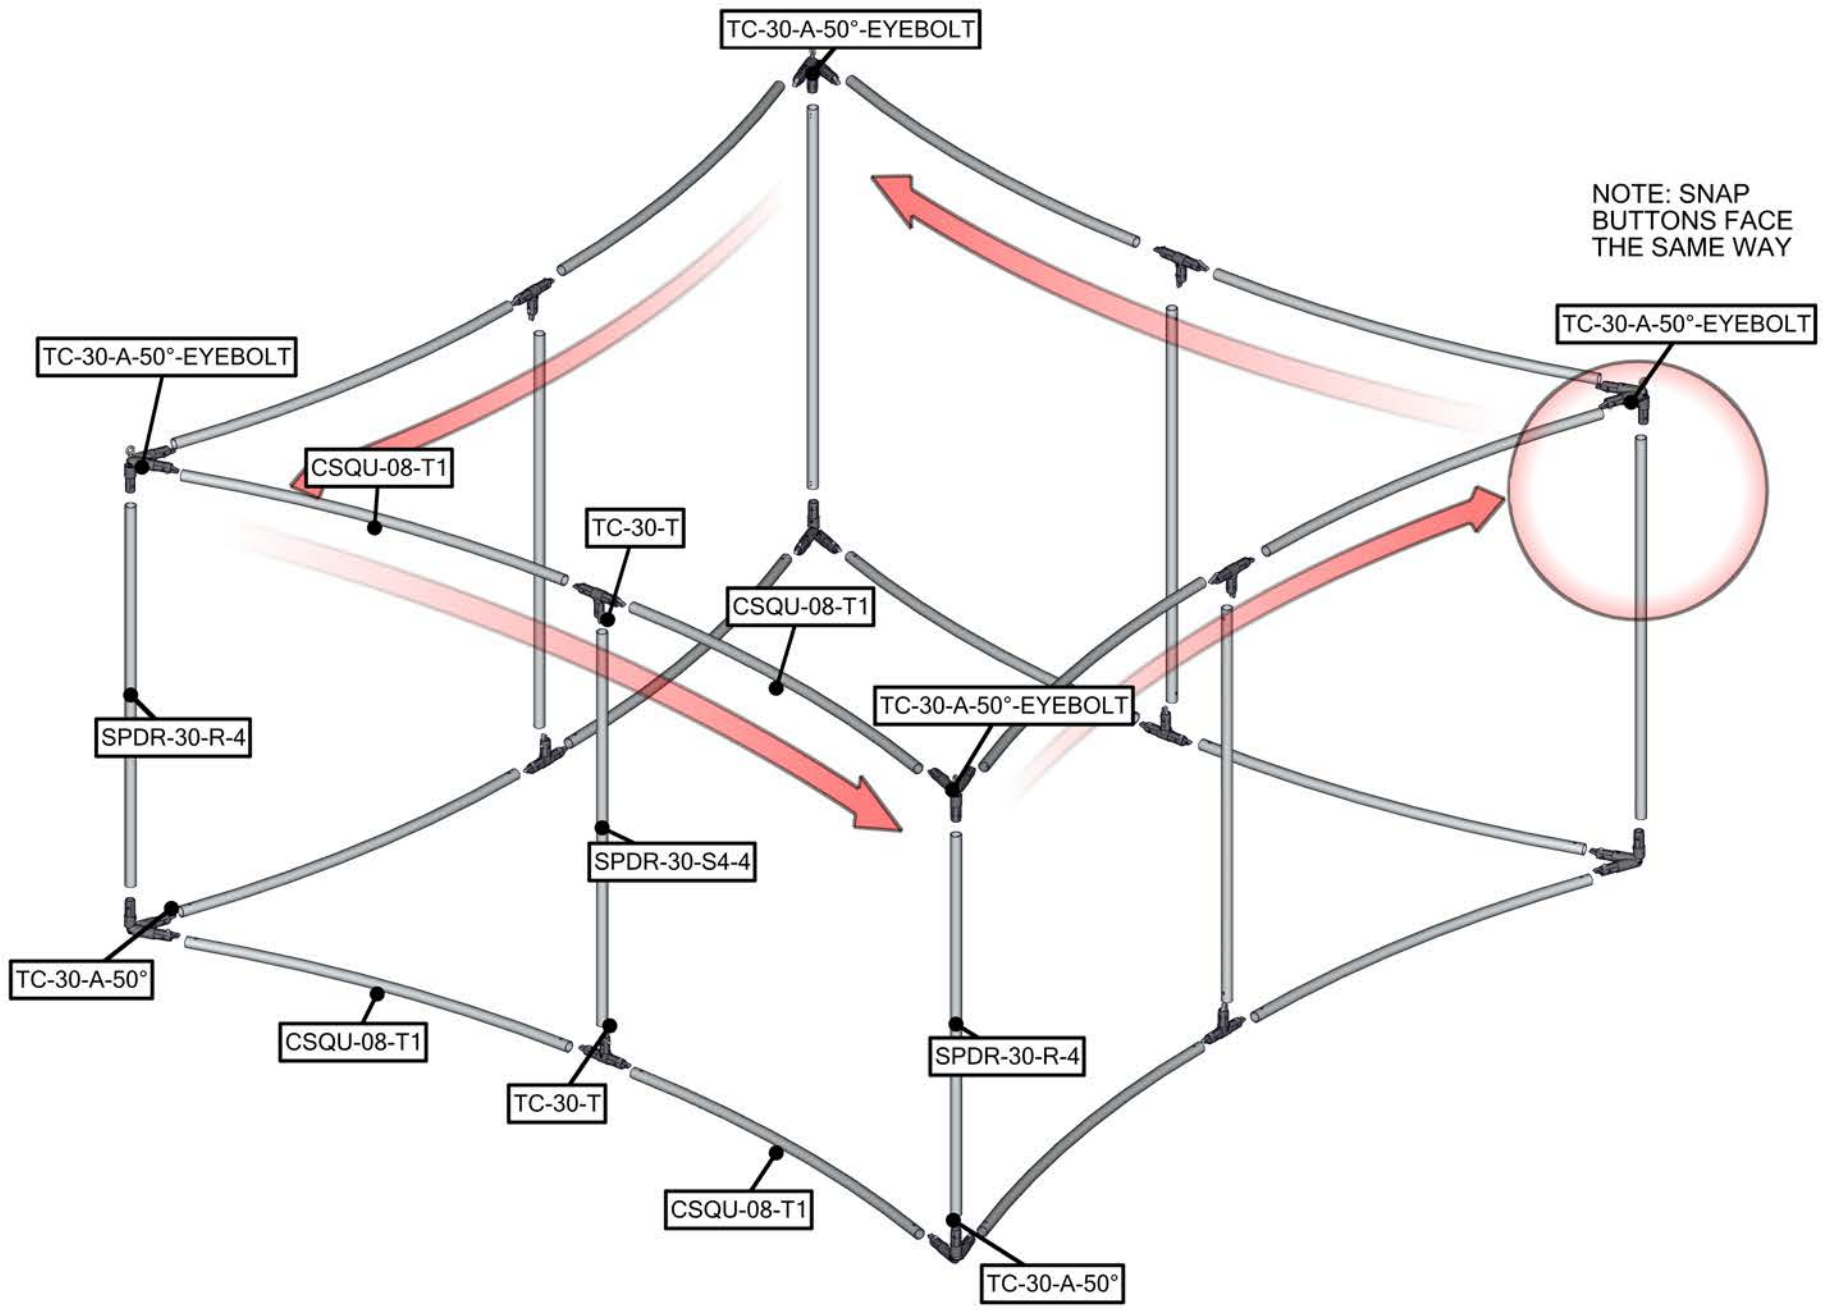 TC-30-A-50°-EYEBOLT
NOTE: SNAP
BUTTONS FACE
THE SAME WAY
TC-30-A-50°-EYEBOLT
TC-30-A-50°-EYEBOLT
CSQU-08-T1
TC-30-T
CSQU-08-T1
TC-30-A-50°-EYEBOLT
SPDR-30-R-4
SPDR-30-S4-4
TC-30-A-50°
CSQU-08-T1
SPDR-30-R-4
TC-30-T
CSQU-08-T1
TC-30-A-50°